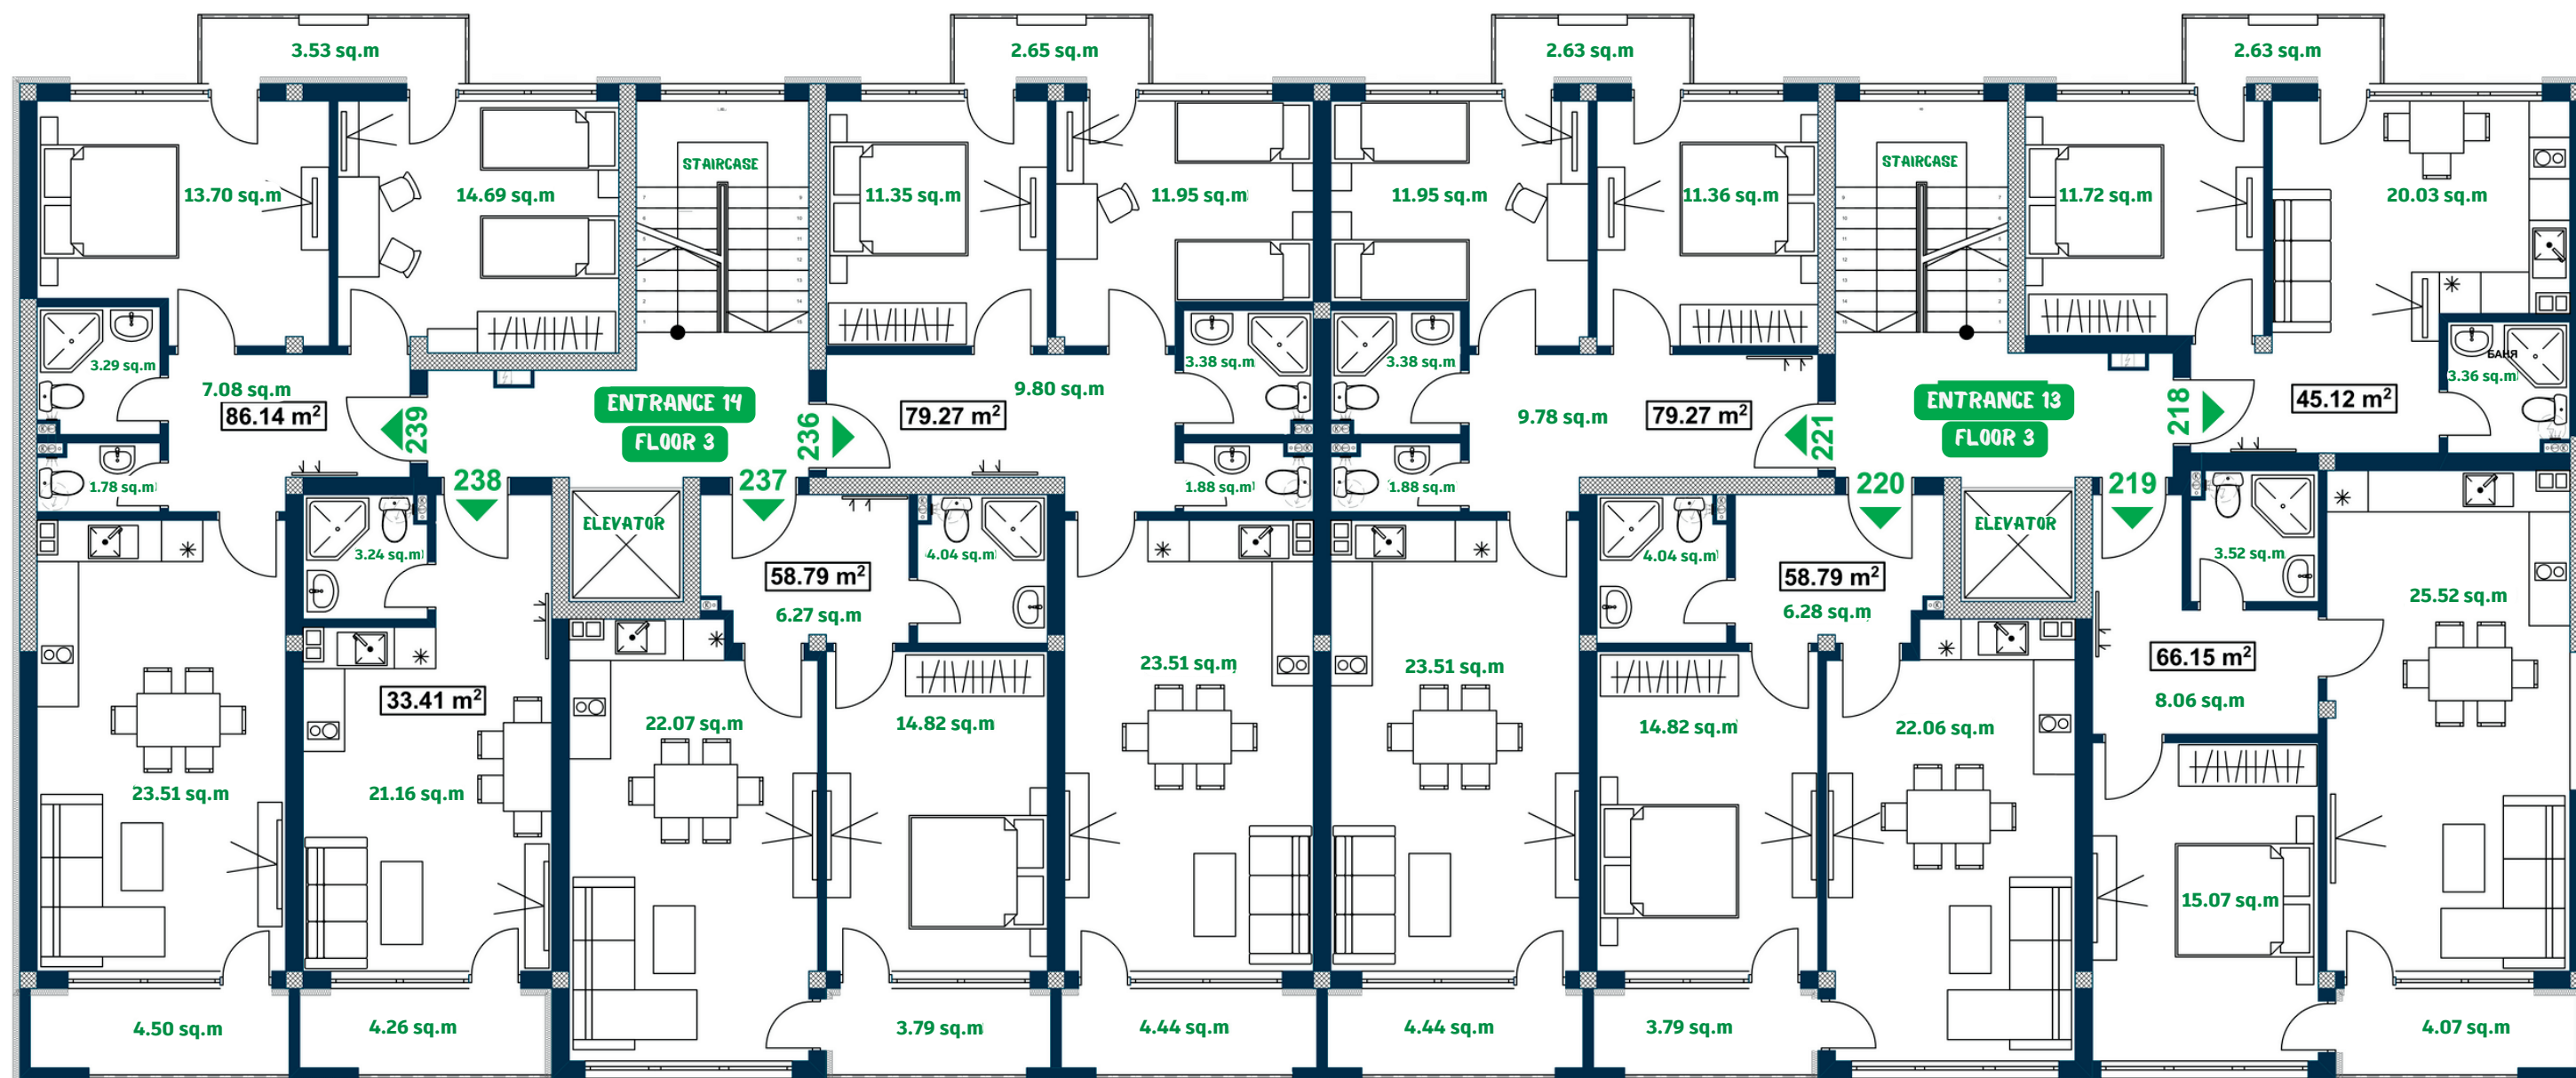 3.53 sq.m
2.65 sq.m
2.63 sq.m
2.63 sq.m
STAIRCASE
STAIRCASE
13.70 sq.m
14.69 sq.m
11.35 sq.m
11.95 sq.m
11.95 sq.m
11.36 sq.m
11.72 sq.m
20.03 sq.m
3.29 sq.m
3.38 sq.m
3.38 sq.m
БАНЯ
3.36 sq.m
7.08 sq.m
86.14 m²
239
ENTRANCE 14
FLOOR 3
236
79.27 m²
9.80 sq.m
9.78 sq.m
79.27 m²
221
ENTRANCE 13
FLOOR 3
218
45.12 m²
1.78 sq.m
238
237
1.88 sq.m
1.88 sq.m
220
219
ELEVATOR
ELEVATOR
3.24 sq.m
4.04 sq.m
4.04 sq.m
3.52 sq.m
58.79 m²
6.27 sq.m
58.79 m²
6.28 sq.m
25.52 sq.m
33.41 m²
22.07 sq.m
14.82 sq.m
23.51 sq.m
23.51 sq.m
14.82 sq.m
22.06 sq.m
66.15 m²
8.06 sq.m
23.51 sq.m
21.16 sq.m
15.07 sq.m
4.50 sq.m
4.26 sq.m
3.79 sq.m
4.44 sq.m
4.44 sq.m
3.79 sq.m
4.07 sq.m